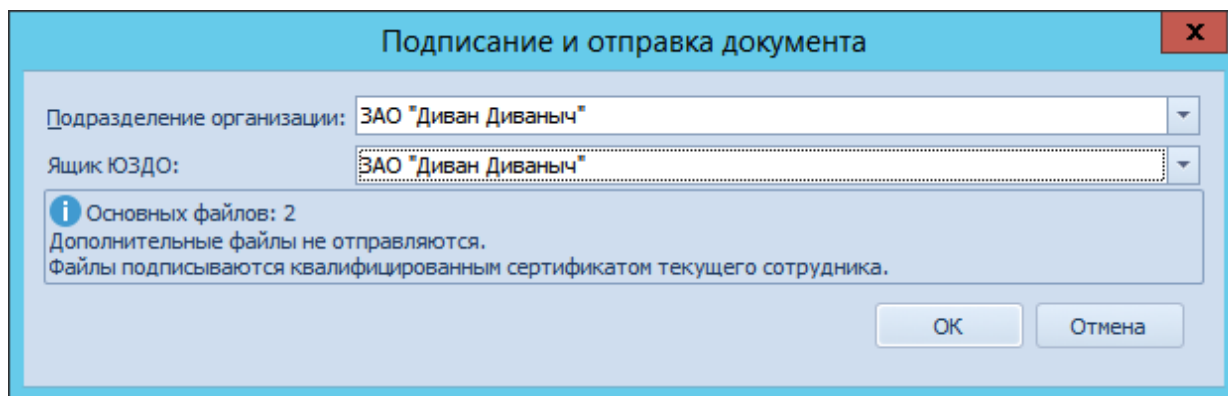 Подписание и отправка документа
x
Подразделение организации: ЗАО "Диван Диваныч"
Ящик ЮЗДО: ЗАО "Диван Диваныч"
i Основных файлов: 2
Дополнительные файлы не отправляются.
Файлы подписываются квалифицированным сертификатом текущего сотрудника.
ОК Отмена